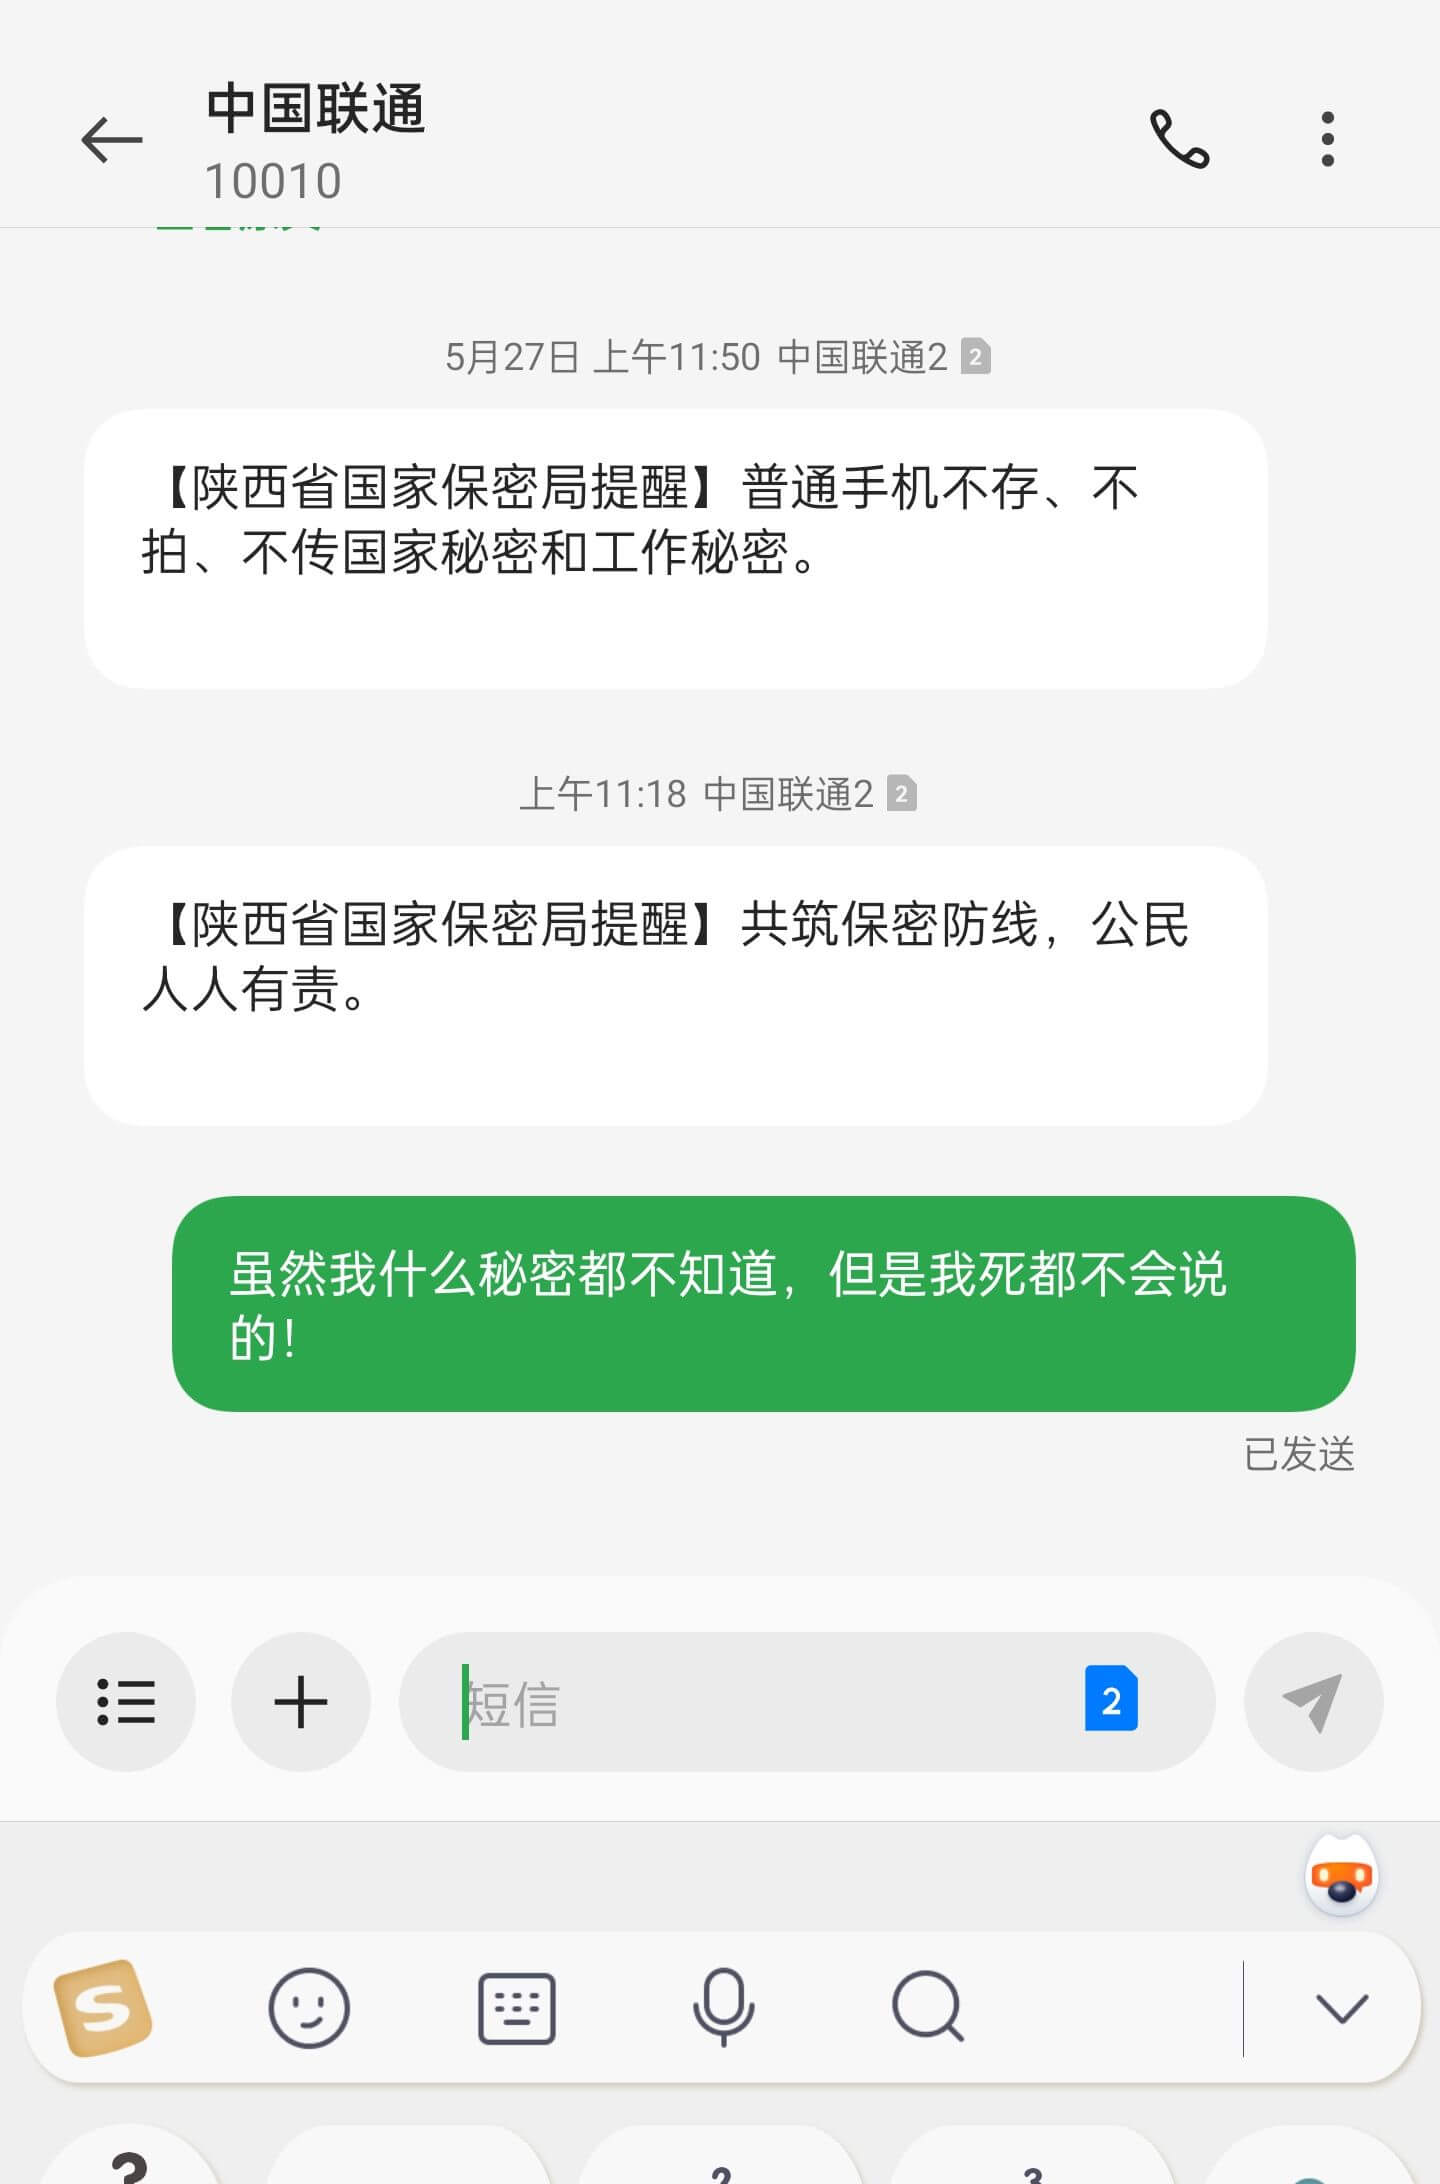 中国联通
10010
5月27日 上午11:50 中国联通2 2
【陕西省国家保密局提醒】普通手机不存、不
拍、不传国家秘密和工作秘密。
上午11:18 中国联通2 2
【陕西省国家保密局提醒】共筑保密防线，公民
人人有责。
虽然我什么秘密都不知道，但是我死都不会说
的！
已发送
短信
2
S
?
2
3